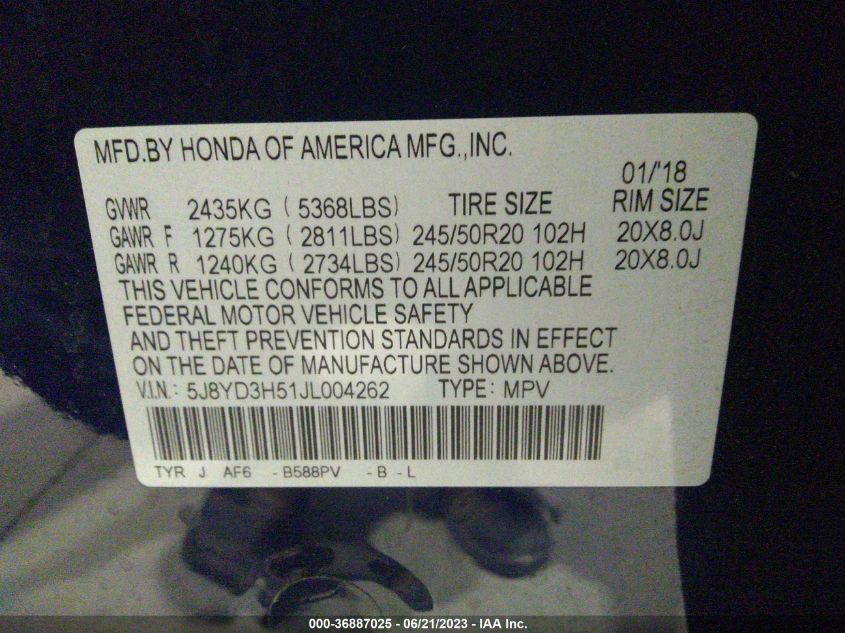 MFD.BY HONDA OF AMERICA MFG.,INC.
01/'18
GVWR 2435KG ( 5368LBS) TIRE SIZE RIM SIZE
GAWR F 1275KG ( 2811LBS) 245/50R20 102H 20X8.0J
GAWR R 1240KG ( 2734LBS) 245/50R20 102H 20X8.0J
THIS VEHICLE CONFORMS TO ALL APPLICABLE
FEDERAL MOTOR VEHICLE SAFETY
AND THEFT PREVENTION STANDARDS IN EFFECT
ON THE DATE OF MANUFACTURE SHOWN ABOVE.
V.I.N.: 5J8YD3H51JL004262 TYPE: MPV
TYR J AF6 -B588PV -B -L
000-36887025 - 06/21/2023 - IAA Inc.